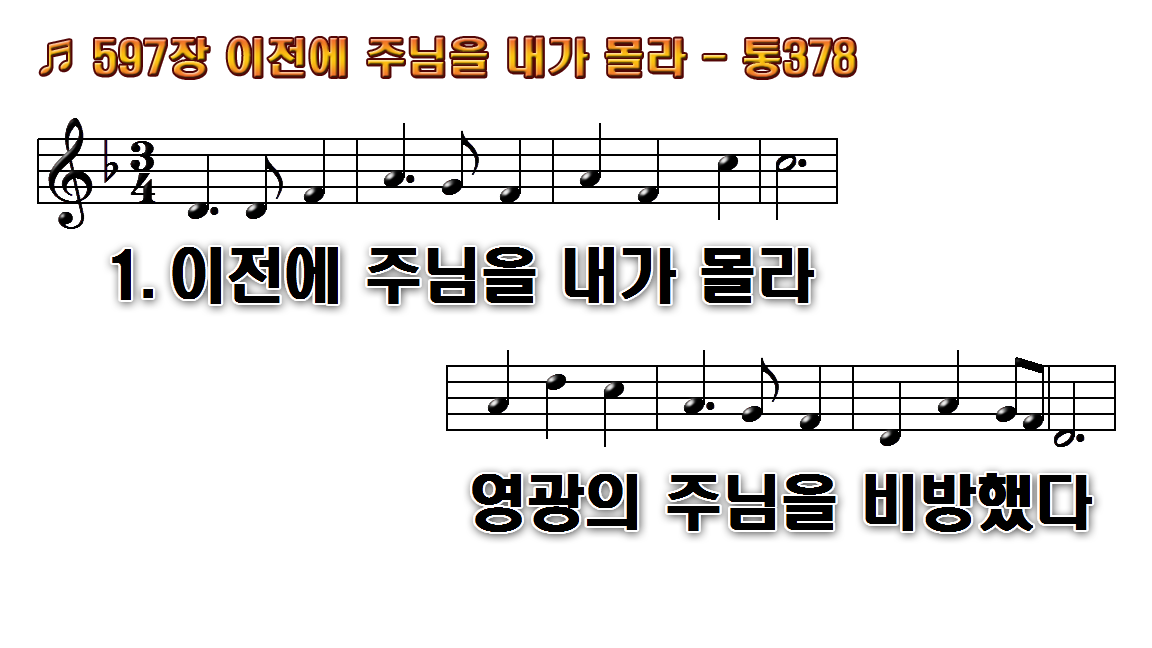 ♬ 597장 이전에 주님을 내가 몰라 - 통378
3
4
1. 이전에 주님을 내가 몰라
영광의 주님을 비방했다